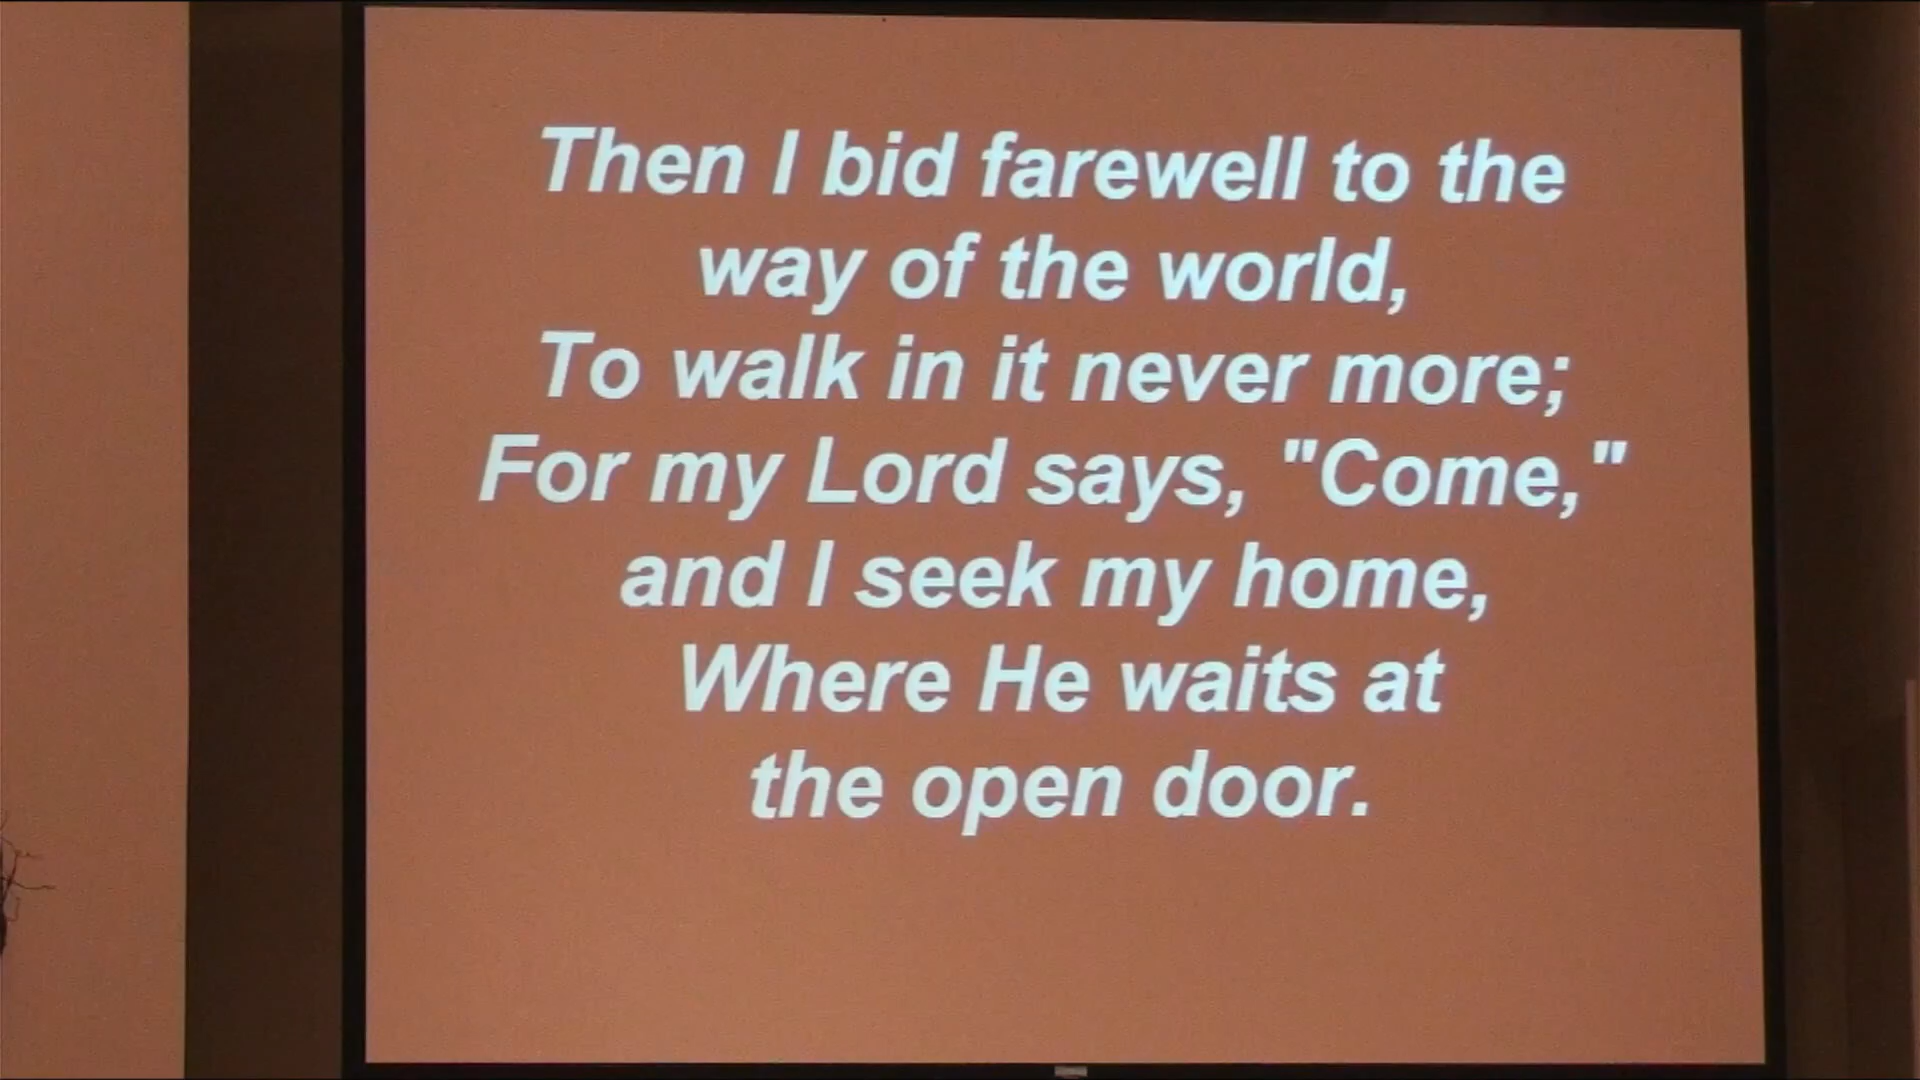 Then I bid farewell to the
way of the world,
To walk in it never more;
For my Lord says, "Come,"
and I seek my home,
Where He waits at
the open door.